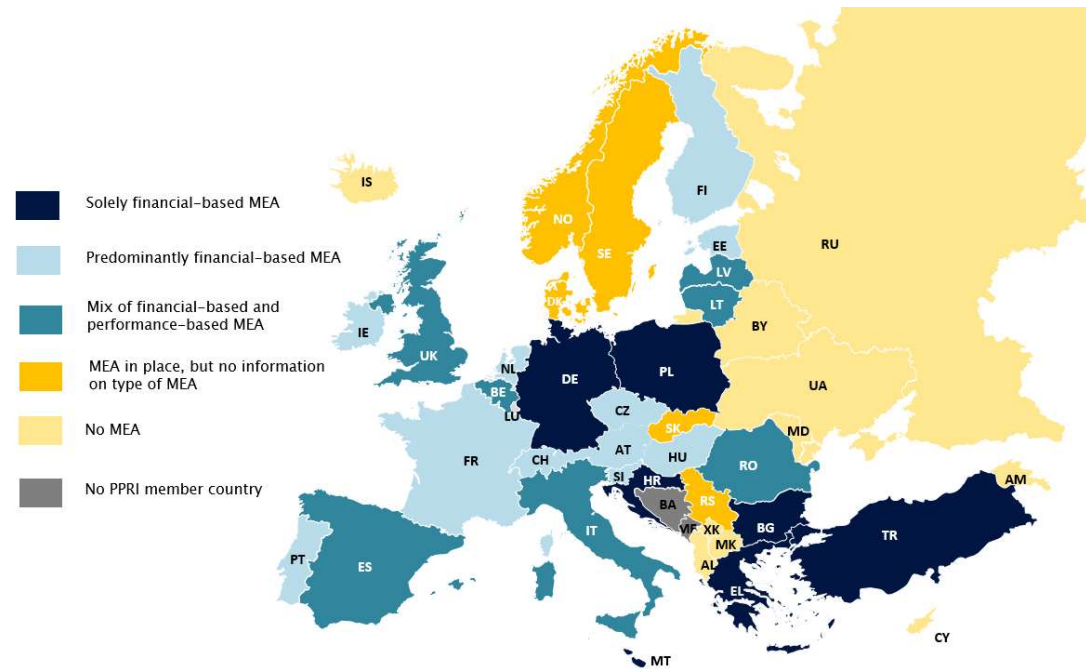 Solely financial-based MEA
Predominantly financial-based MEA
Mix of financial-based and
performance-based MEA
MEA in place, but no information
on type of MEA
No MEA
No PPRI member country
IS
NO
SE
FI
RU
EE
LV
LT
DK
BY
IE
UK
NL
BE
LU
DE
PL
UA
CZ
SK
MD
FR
CH
AT
HU
RO
SI
HR
BA
RS
XK
MK
AL
BG
EL
TR
AM
PT
ES
IT
MT
CY